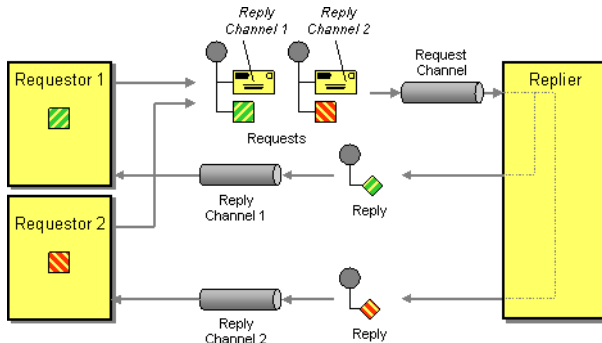 Reply
Channel 1
Reply
Channel 2
Request
Channel
Requestor 1
Replier
Requests
Reply
Channel 1
Reply
Requestor 2
Reply
Channel 2
Reply